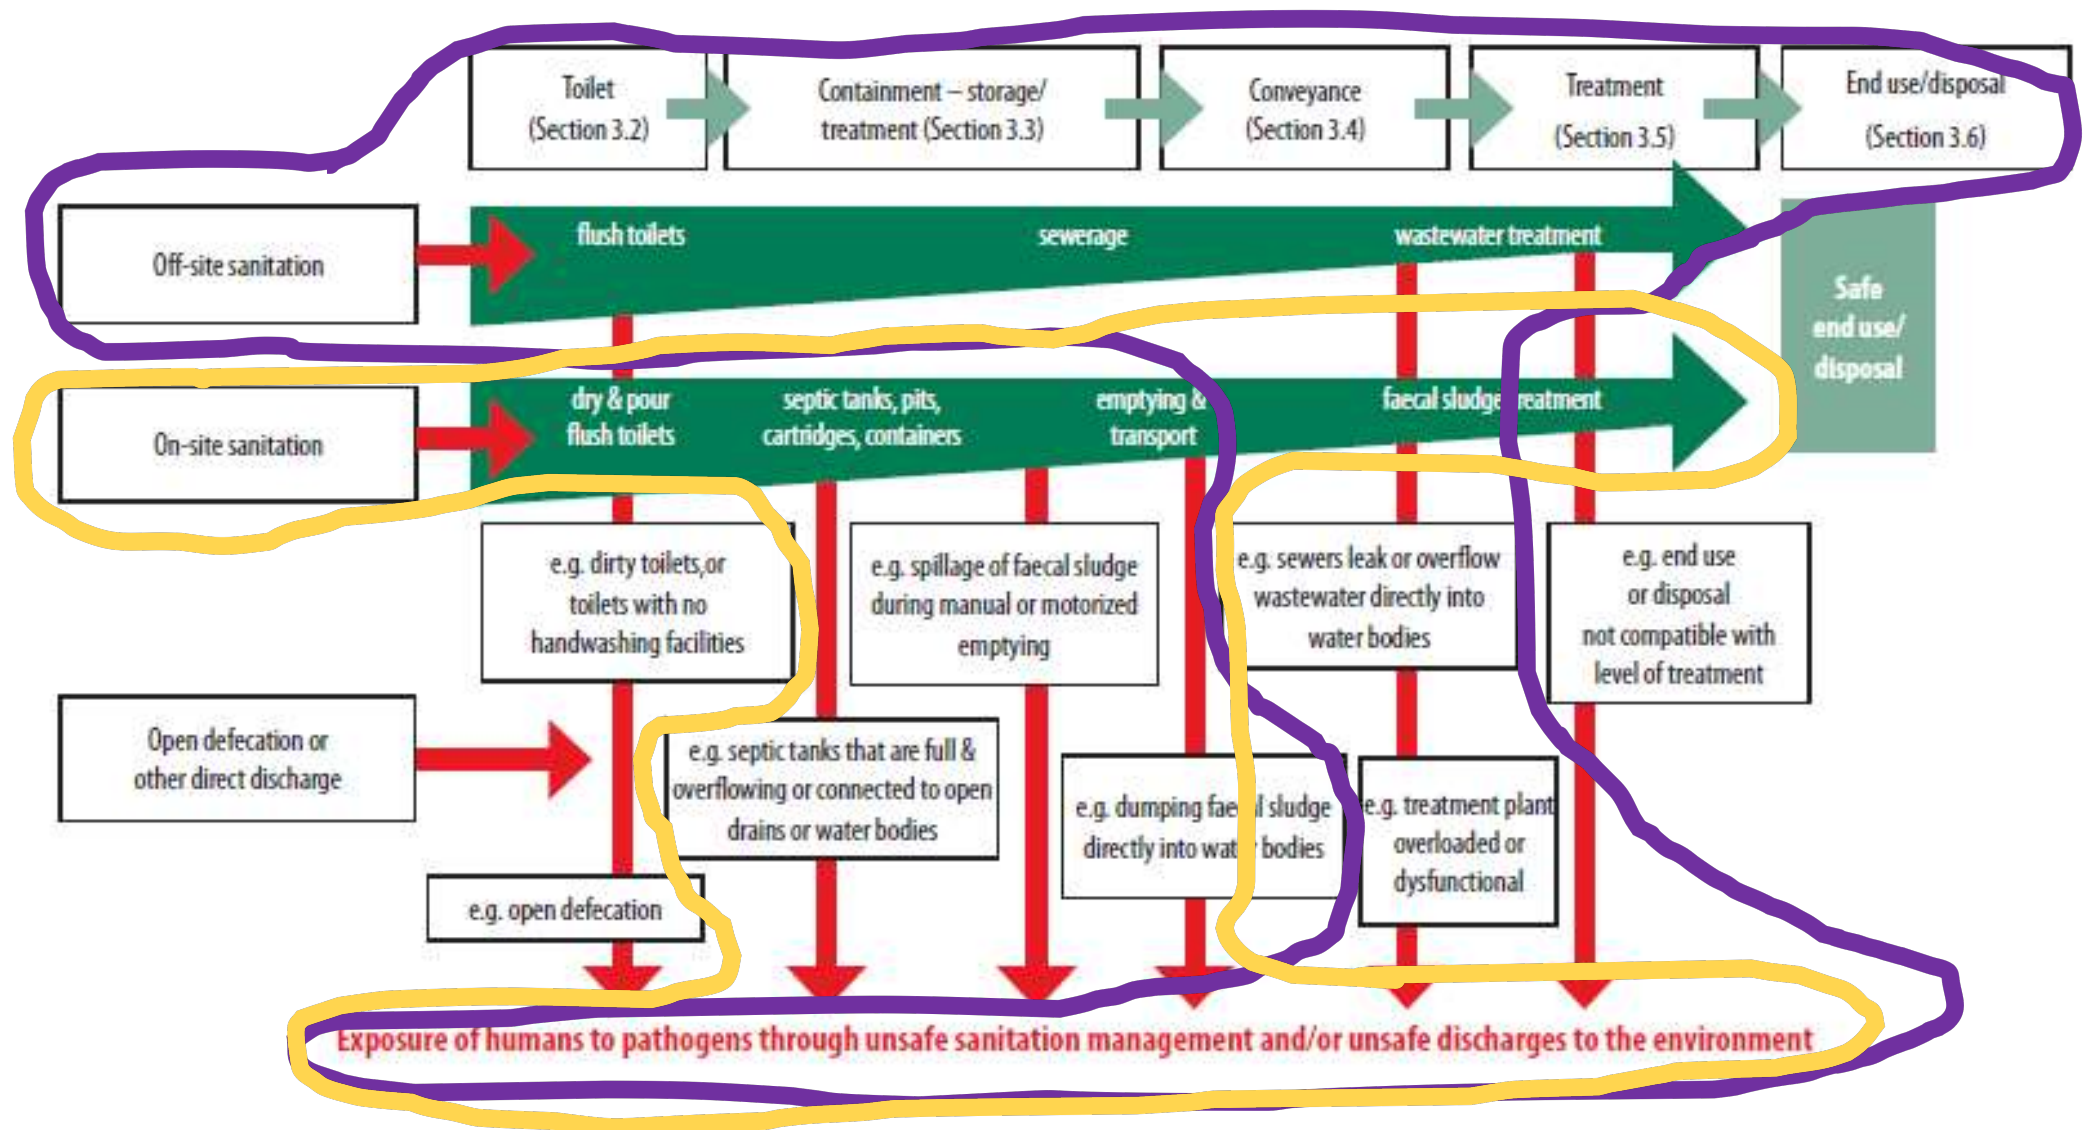 Toilet
(Section 3.2)
Containment – storage/
treatment (Section 3.3)
Conveyance
(Section 3.4)
Treatment
(Section 3.5)
End use/disposal
(Section 3.6)
Off-site sanitation
flush toilets
sewerage
wastewater treatment
Safe
end use/
disposal
On-site sanitation
dry & pour
flush toilets
septic tanks, pits,
cartridges, containers
emptying &
transport
faecal sludge treatment
e.g. dirty toilets,or
toilets with no
handwashing facilities
e.g. spillage of faecal sludge
during manual or motorized
emptying
e.g. sewers leak or overflow
wastewater directly into
water bodies
e.g. end use
or disposal
not compatible with
level of treatment
Open defecation or
other direct discharge
e.g. septic tanks that are full &
overflowing or connected to open
drains or water bodies
e.g. dumping faecal sludge
directly into water bodies
e.g. treatment plant
overloaded or
dysfunctional
e.g. open defecation
Exposure of humans to pathogens through unsafe sanitation management and/or unsafe discharges to the environment